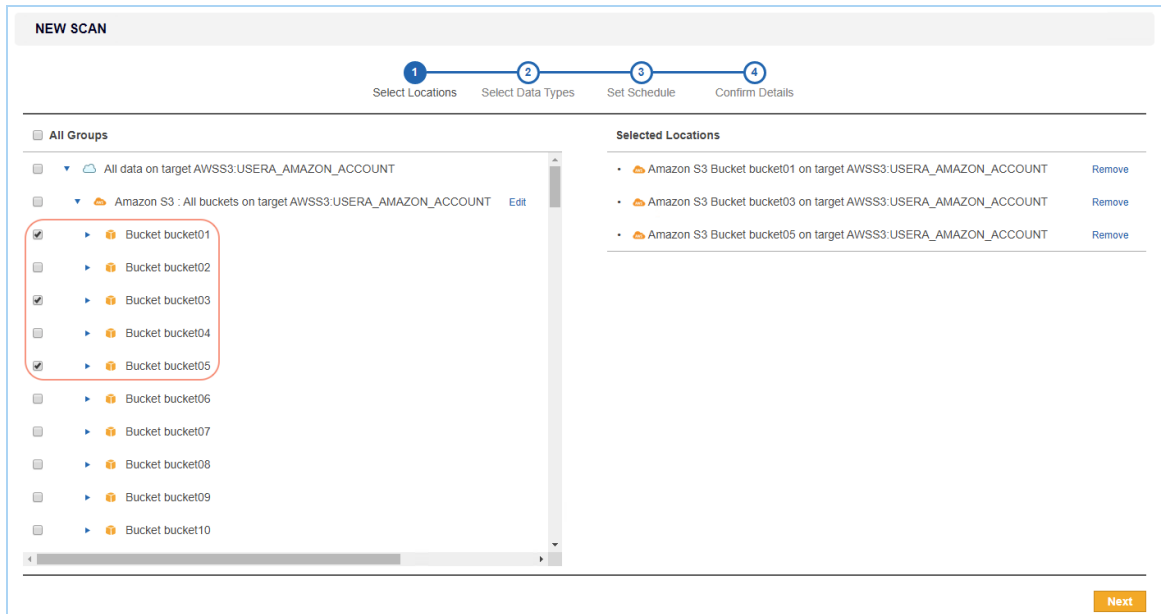 NEW SCAN
1 2 3 4
Select Locations Select Data Types Set Schedule Confirm Details
All Groups
All data on target AWSS3:USERA_AMAZON_ACCOUNT
Amazon S3 : All buckets on target AWSS3:USERA_AMAZON_ACCOUNT Edit
Bucket bucket01
Bucket bucket02
Bucket bucket03
Bucket bucket04
Bucket bucket05
Bucket bucket06
Bucket bucket07
Bucket bucket08
Bucket bucket09
Bucket bucket10
Selected Locations
• Amazon S3 Bucket bucket01 on target AWSS3:USERA_AMAZON_ACCOUNT Remove
• Amazon S3 Bucket bucket03 on target AWSS3:USERA_AMAZON_ACCOUNT Remove
• Amazon S3 Bucket bucket05 on target AWSS3:USERA_AMAZON_ACCOUNT Remove
Next